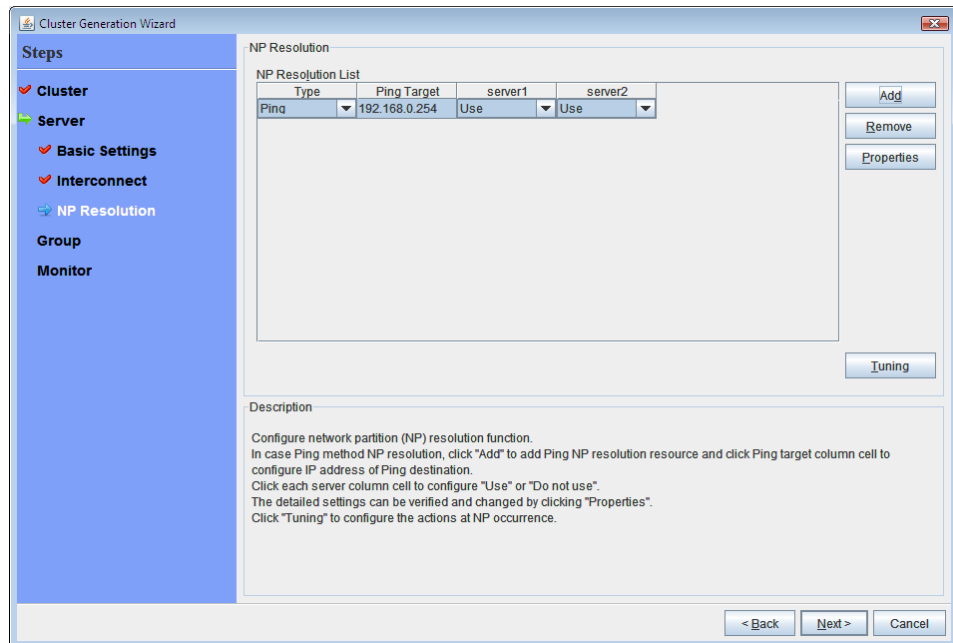 Cluster Generation Wizard
Steps
Cluster
Server
Basic Settings
Interconnect
NP Resolution
Group
Monitor
NP Resolution
NP Resolution List
Type Ping Target server1 server2
Ping 192.168.0.254 Use Use
Add
Remove
Properties
Tuning
Description
Configure network partition (NP) resolution function.
In case Ping method NP resolution, click "Add" to add Ping NP resolution resource and click Ping target column cell to
configure IP address of Ping destination.
Click each server column cell to configure "Use" or "Do not use".
The detailed settings can be verified and changed by clicking "Properties".
Click "Tuning" to configure the actions at NP occurrence.
< Back Next > Cancel